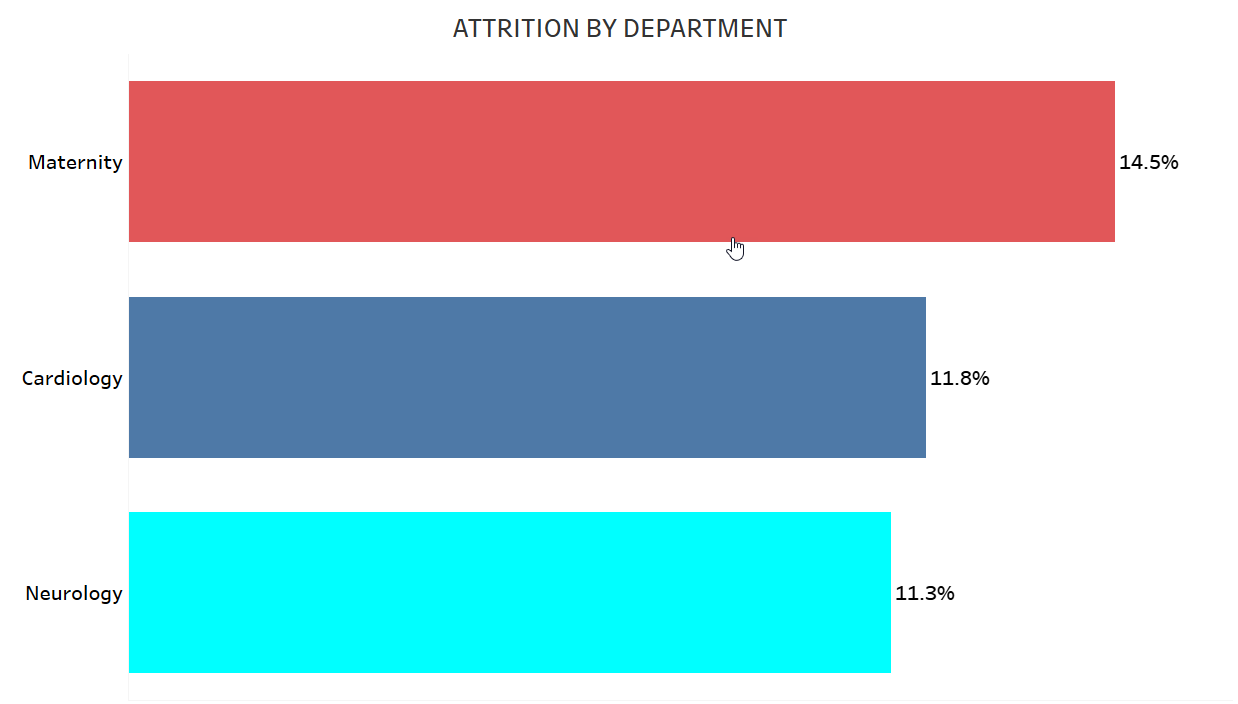 ATTRITION BY DEPARTMENT
Maternity 14.5%
Cardiology 11.8%
Neurology 11.3%